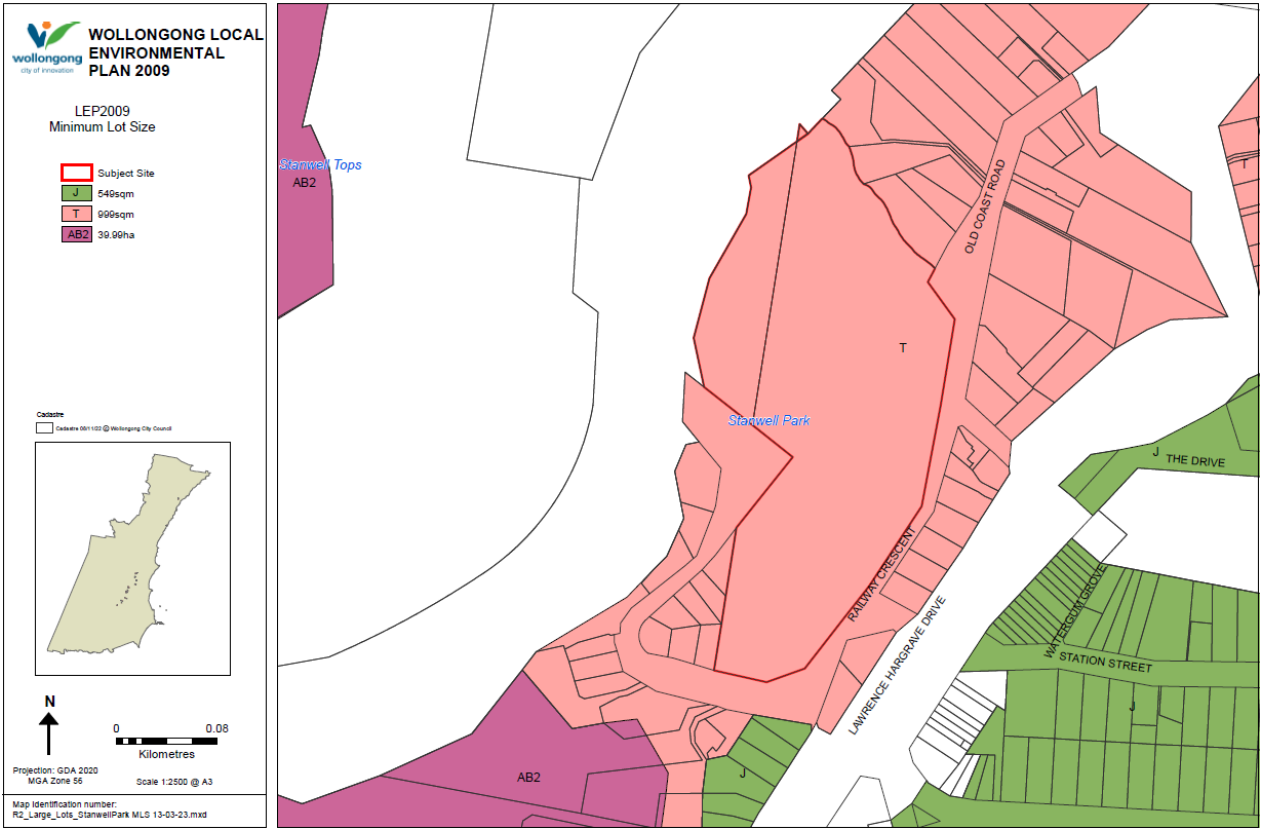 WOLLONGONG LOCAL
ENVIRONMENTAL
PLAN 2009
wollongong
city of innovation
LEP2009
Minimum Lot Size
Subject Site
J 549sqm
T 999sqm
AB2 39.99ha
Cadastre
Cadastre 08/11/22 © Wollongong City Council
N
0 0.08
Kilometres
Projection: GDA 2020
MGA Zone 56
Scale 1:2500 @ A3
Map Identification number:
R2_Large_Lots_StanwellPark MLS 13-03-23.mxd
Stanwell Tops
AB2
T
OLD COAST ROAD
T
Stanwell Park
J
THE DRIVE
RAILWAY CRESCENT
LAWRENCE HARGRAVE DRIVE
WATERGUM GROVE
STATION STREET
J
AB2
J